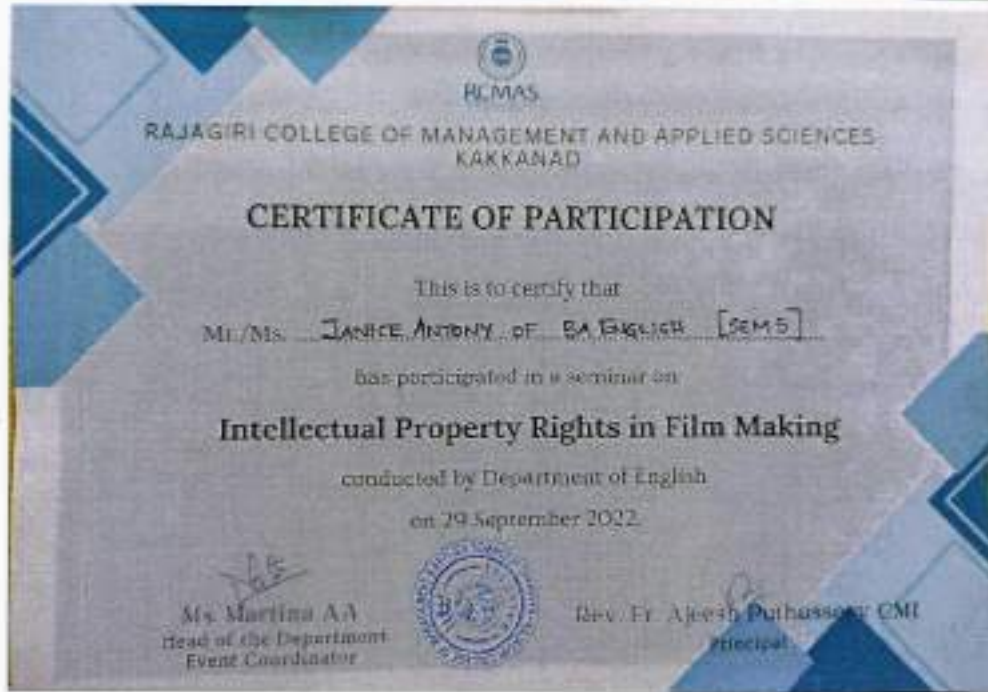 RCMAS
RAJAGIRI COLLEGE OF MANAGEMENT AND APPLIED SCIENCES
KAKKANAD
CERTIFICATE OF PARTICIPATION
This is to certify that
Mr./Ms. JANICE ANTONY OF BA ENGLISH [SEM 5]
has participated in a seminar on
Intellectual Property Rights in Film Making
conducted by Department of English
on 29 September 2022.
Ms. Martina A A
Head of the Department
Event Coordinator
Rev. Fr. Ajeesh Puthussery CMI
Principal